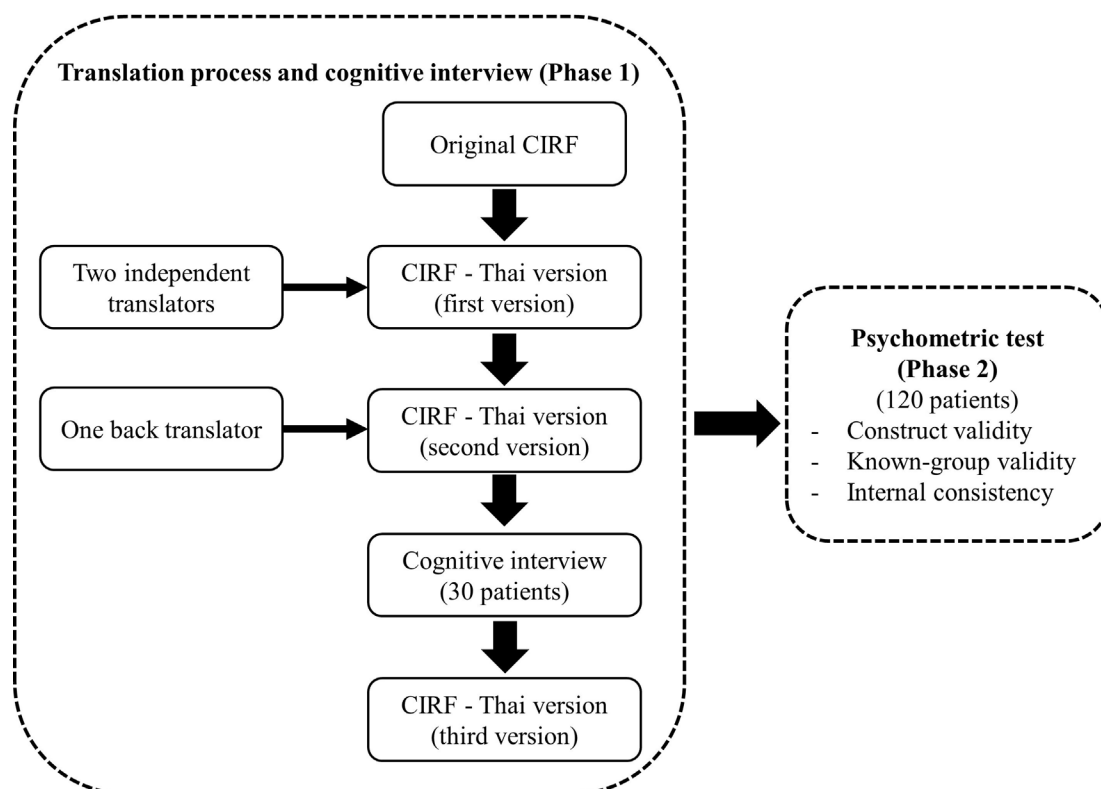 Translation process and cognitive interview (Phase 1)
Original CIRF
Two independent
translators
CIRF - Thai version
(first version)
One back translator
CIRF - Thai version
(second version)
Cognitive interview
(30 patients)
CIRF - Thai version
(third version)
Psychometric test
(Phase 2)
(120 patients)
- Construct validity
- Known-group validity
- Internal consistency